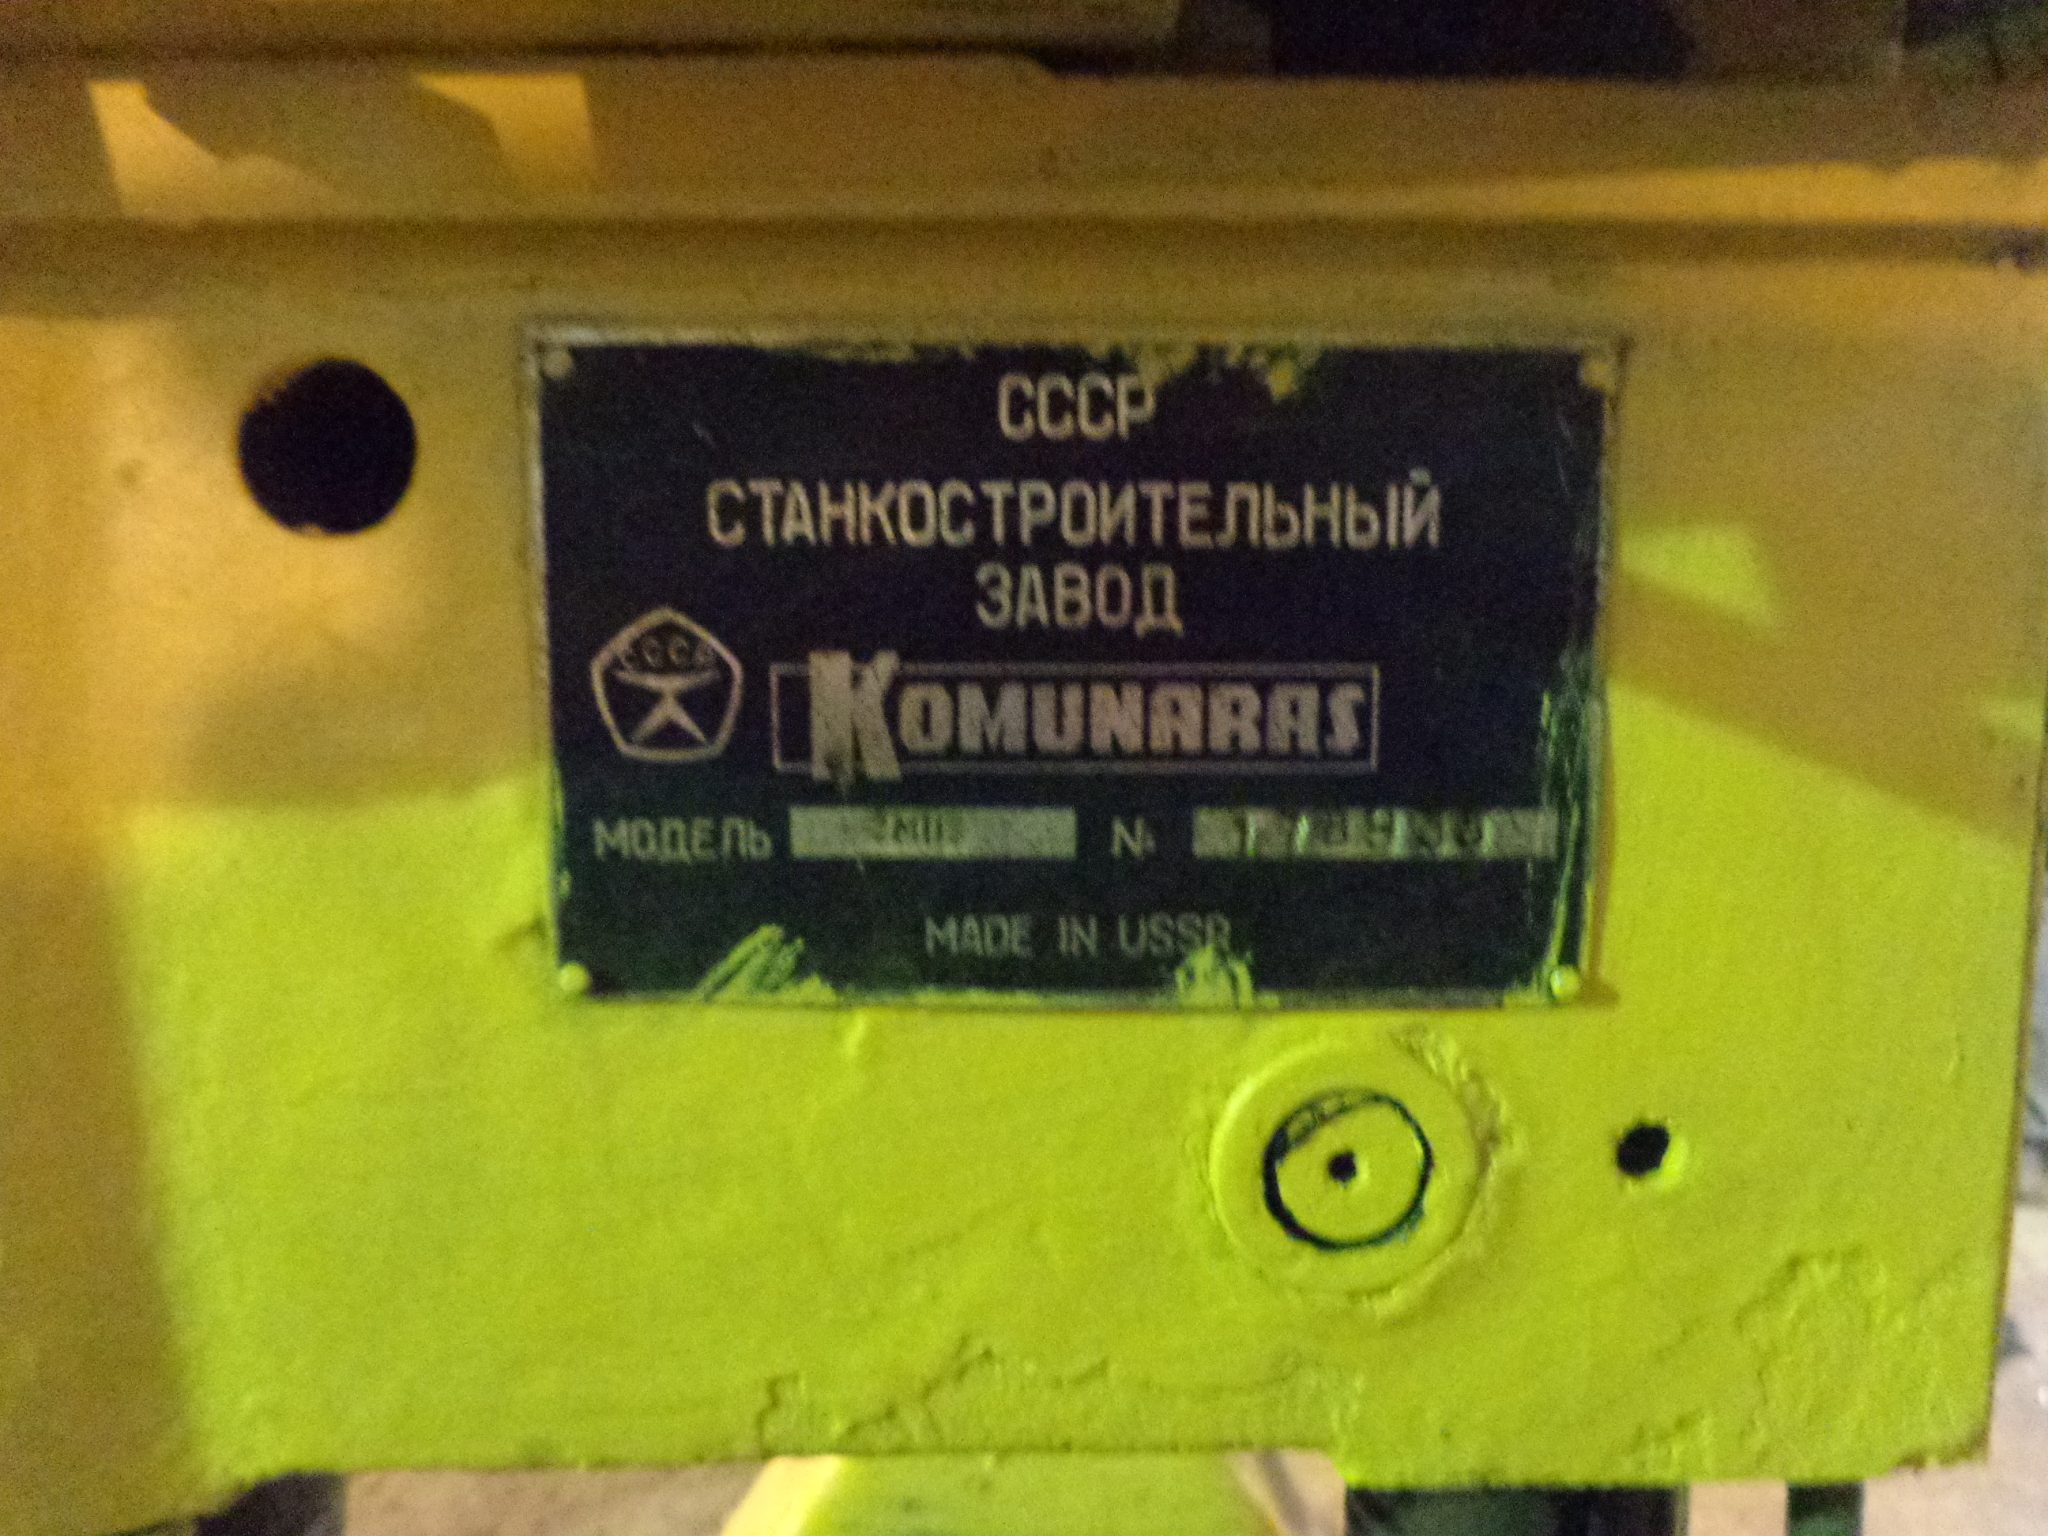 СССР
СТАНКОСТРОИТЕЛЬНЫЙ
ЗАВОД
СССР
KOMUNARAS
МОДЕЛЬ №
MADE IN USSR